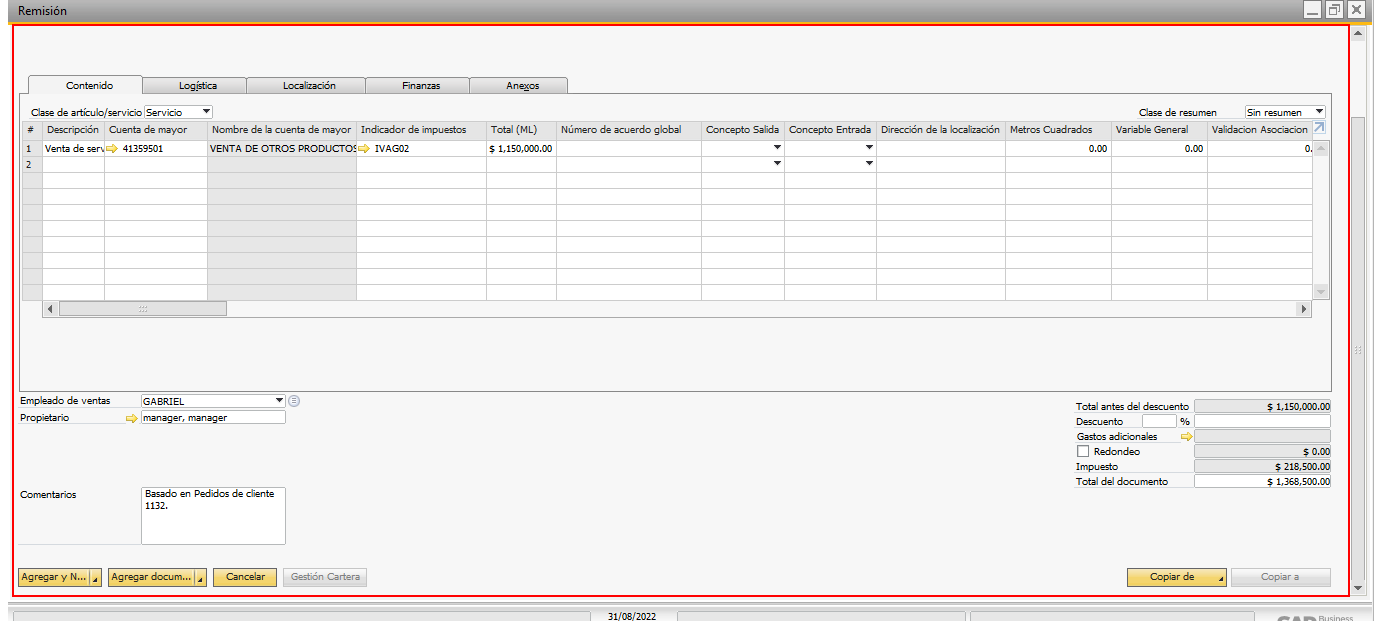 Remisión
Contenido Logística Localización Finanzas Anexos
Clase de artículo/servicio Servicio Clase de resumen Sin resumen
# Descripción Cuenta de mayor Nombre de la cuenta de mayor Indicador de impuestos Total (ML) Número de acuerdo global Concepto Salida Concepto Entrada Dirección de la localización Metros Cuadrados Variable General Validacion Asociacion
1 Venta de serv 41359501 VENTA DE OTROS PRODUCTOS IVAG02 $ 1,150,000.00 0.00 0.00 0.
2
Empleado de ventas GABRIEL
Propietario manager, manager
Total antes del descuento $ 1,150,000.00
Descuento %
Gastos adicionales
Redondeo $ 0.00
Impuesto $ 218,500.00
Total del documento $ 1,368,500.00
Comentarios Basado en Pedidos de cliente
1132.
Agregar y N... Agregar docum... Cancelar Gestión Cartera Copiar de Copiar a
31/08/2022
SAP Business